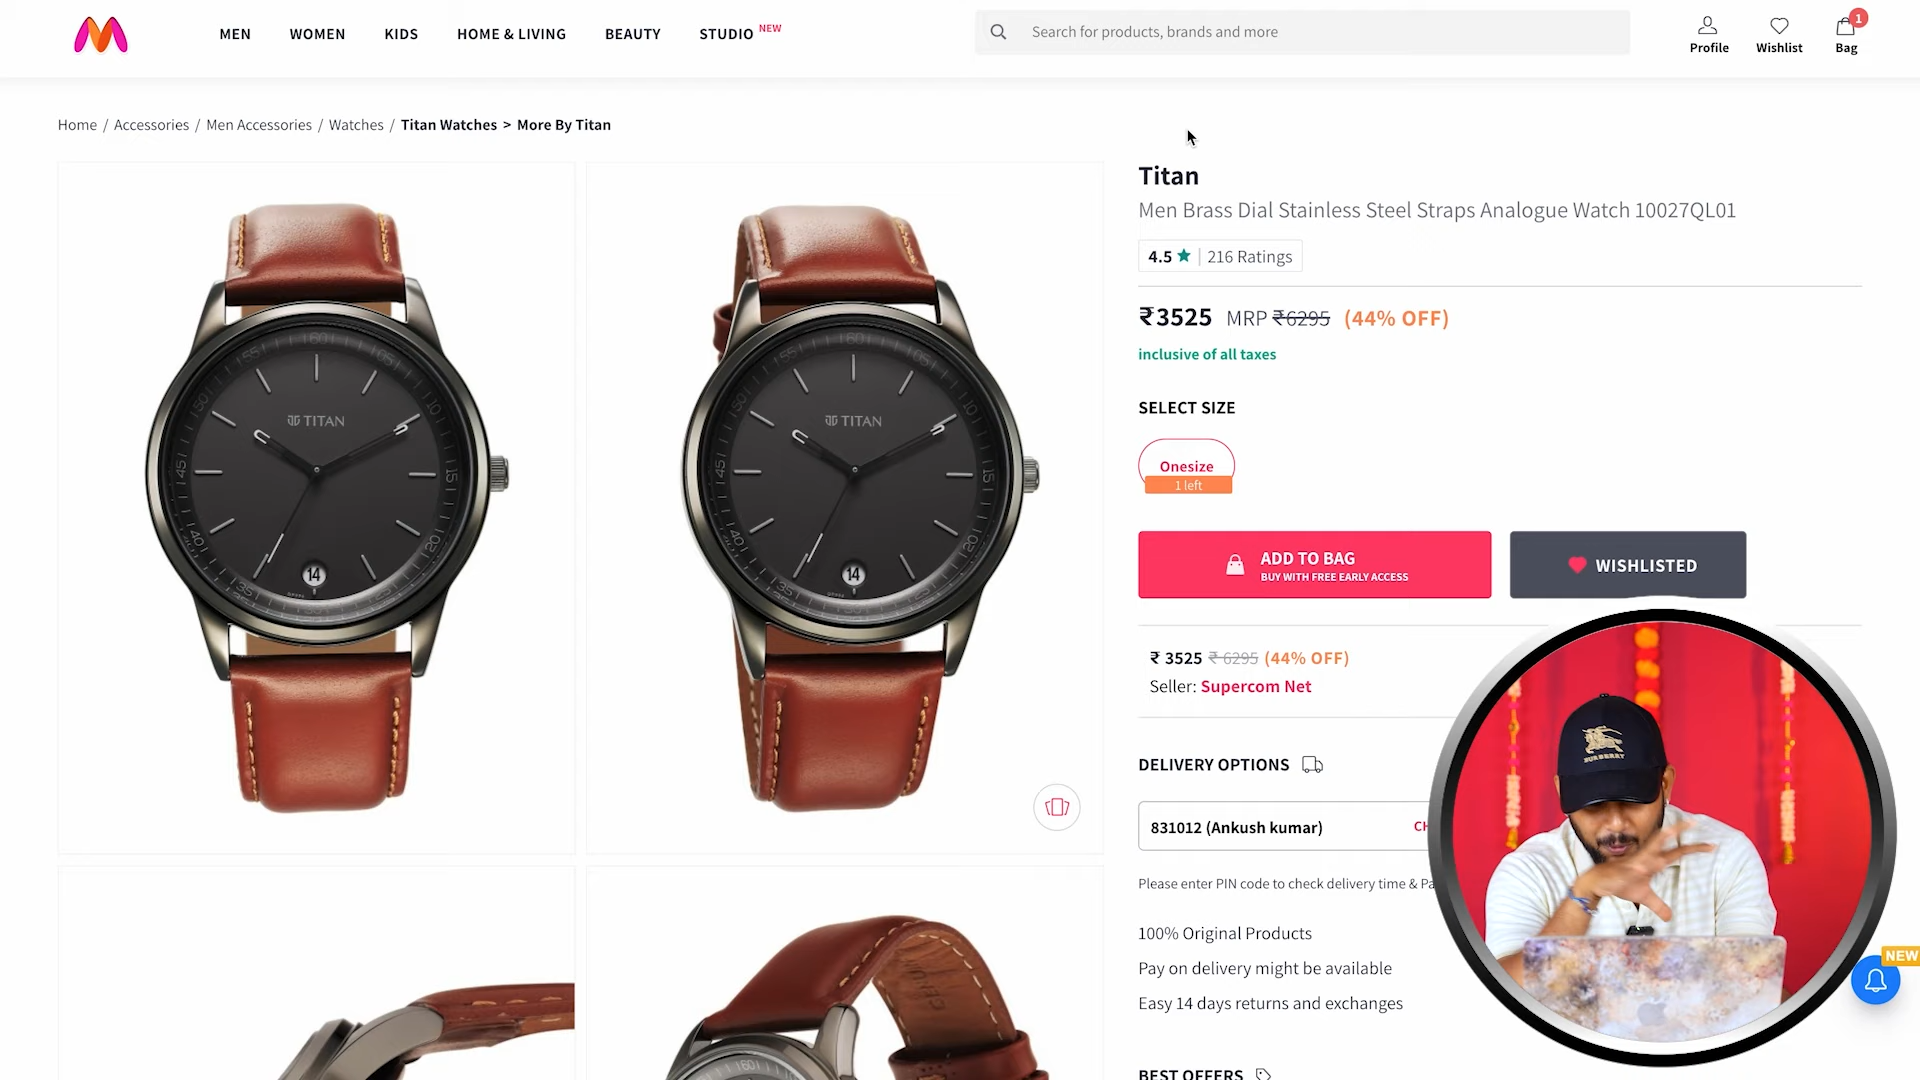 MEN
WOMEN
KIDS
HOME & LIVING
BEAUTY
STUDIO NEW
Search for products, brands and more
Profile
Wishlist
1
Bag
Home / Accessories / Men Accessories / Watches / Titan Watches > More By Titan
TITAN
14
TITAN
14
Titan
Men Brass Dial Stainless Steel Straps Analogue Watch 10027QL01
4.5 ★ | 216 Ratings
₹3525 MRP ₹6295 (44% OFF)
inclusive of all taxes
SELECT SIZE
Onesize
1 left
ADD TO BAG
BUY WITH FREE EARLY ACCESS
WISHLISTED
₹ 3525 ₹ 6295 (44% OFF)
Seller: Supercom Net
DELIVERY OPTIONS
831012 (Ankush kumar)
Please enter PIN code to check delivery time &
100% Original Products
Pay on delivery might be available
Easy 14 days returns and exchanges
BEST OFFERS
BURBERRY
NEW